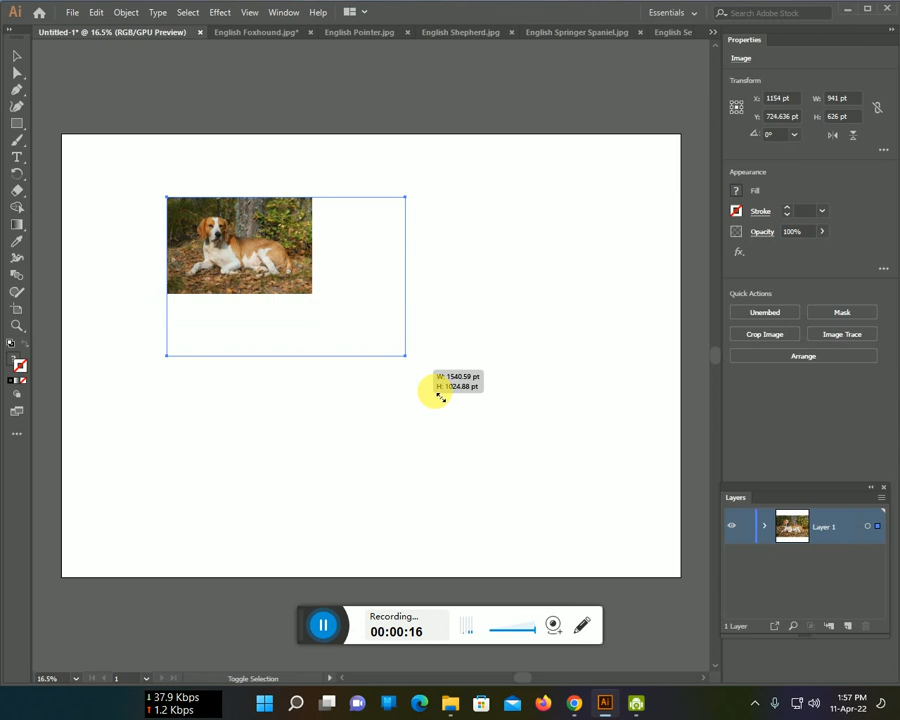 Ai File Edit Object Type Select Effect View Window Help Essentials Search Adobe Stock
Untitled-1* @ 16.5% (RGB/GPU Preview) × English Foxhound.jpg* × English Pointer.jpg × English Shepherd.jpg × English Springer Spaniel.jpg × English Se
Properties
Image
Transform
X: 1154 pt W: 941 pt
Y: 724.636 pt H: 626 pt
0°
Appearance
? Fill
Stroke
Opacity 100%
fx.
Quick Actions
Unembed Mask
Crop Image Image Trace
Arrange
W: 1540.59 pt
H: 1024.88 pt
Layers
Layer 1
1 Layer
Recording...
00:00:16
16.5% 1 Toggle Selection
37.9 Kbps
1.2 Kbps
Ai
1:57 PM
11-Apr-22